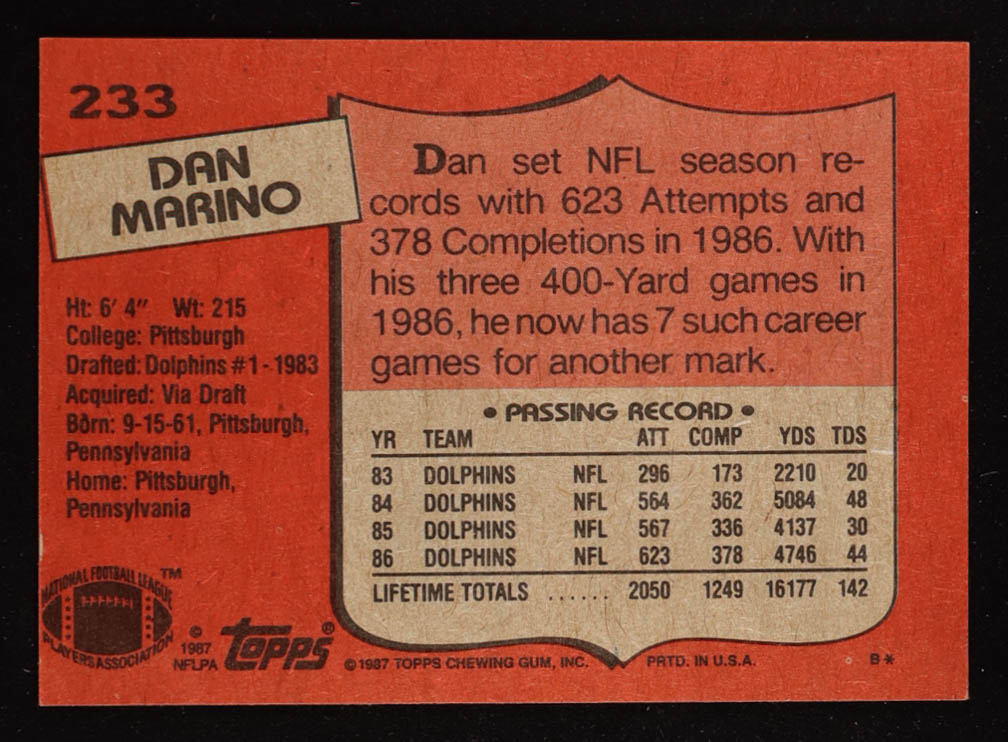 233
DAN
MARINO
Ht: 6' 4" Wt: 215
College: Pittsburgh
Drafted: Dolphins #1 - 1983
Acquired: Via Draft
Born: 9-15-61, Pittsburgh,
Pennsylvania
Home: Pittsburgh,
Pennsylvania
Dan set NFL season re-
cords with 623 Attempts and
378 Completions in 1986. With
his three 400-Yard games in
1986, he now has 7 such career
games for another mark.
• PASSING RECORD •
YR TEAM ATT COMP YDS TDS
83 DOLPHINS NFL 296 173 2210 20
84 DOLPHINS NFL 564 362 5084 48
85 DOLPHINS NFL 567 336 4137 30
86 DOLPHINS NFL 623 378 4746 44
LIFETIME TOTALS ...... 2050 1249 16177 142
NATIONAL FOOTBALL LEAGUE TM
PLAYERS ASSOCIATION
©
1987
NFLPA
TOPPS®
© 1987 TOPPS CHEWING GUM, INC. PRTD. IN U.S.A. B*